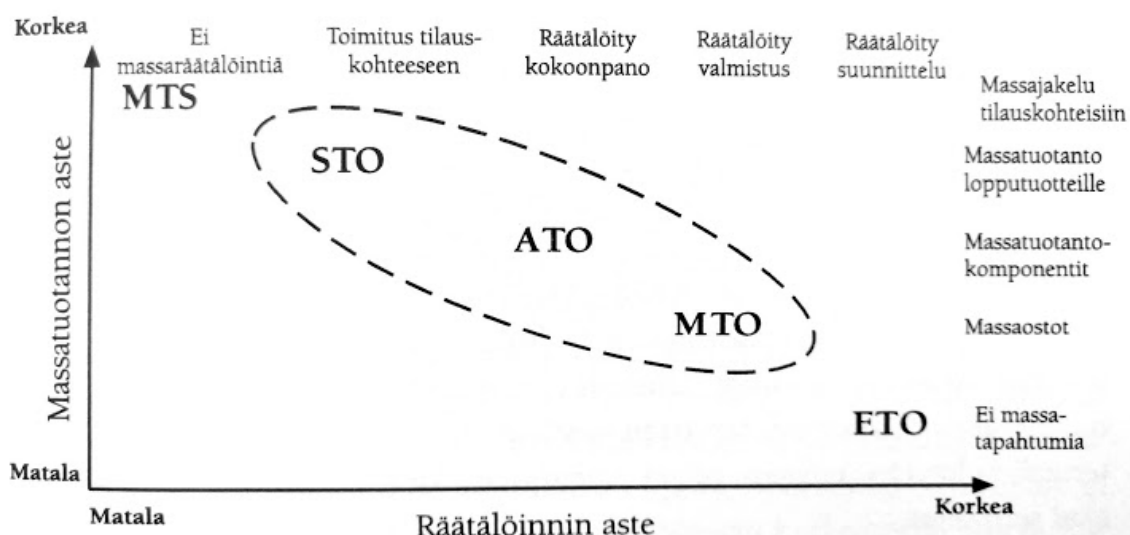 Korkea
Ei
massaräätälöintiä
Toimitus tilaus-
kohteeseen
Räätälöity
kokoonpano
Räätälöity
valmistus
Räätälöity
suunnittelu
MTS
Massajakelu
tilauskohteisiin
STO
Massatuotanto
lopputuotteille
ATO
Massatuotanto-
komponentit
MTO
Massaostot
ETO
Ei massa-
tapahtumia
Massatuotannon aste
Matala
Matala
Räätälöinnin aste
Korkea